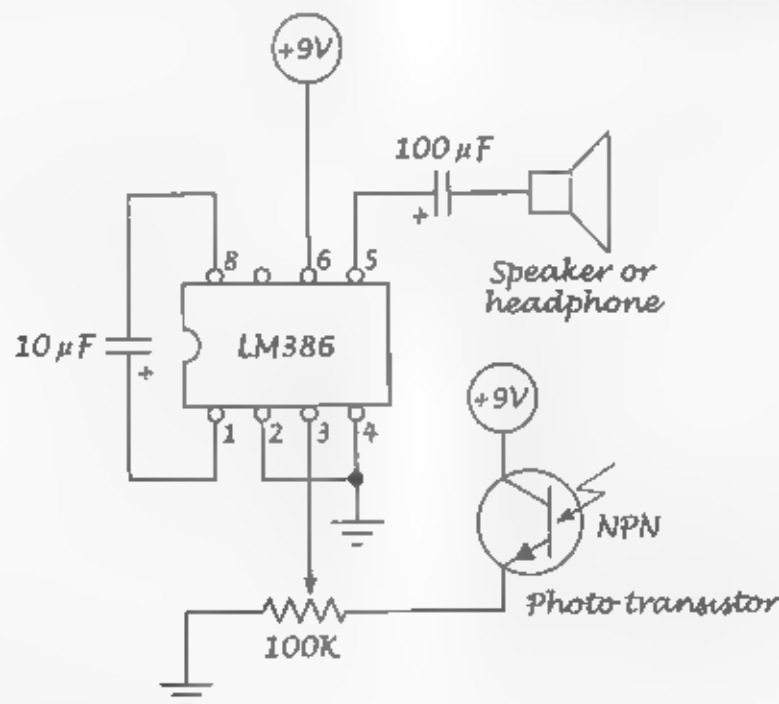 +9V
100 µF
8
6
5
Speaker or
headphone
10 µF
LM386
+
+
+9V
1
2
3
4
NPN
Photo transistor
100K